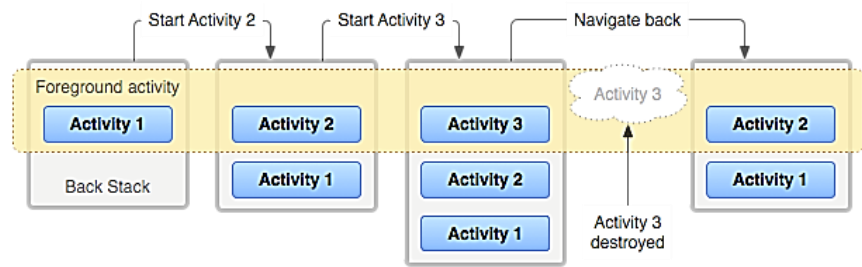 Start Activity 2
Start Activity 3
Navigate back
Foreground activity
Activity 1
Back Stack
Activity 2
Activity 1
Activity 3
Activity 2
Activity 1
Activity 3
Activity 3
destroyed
Activity 2
Activity 1